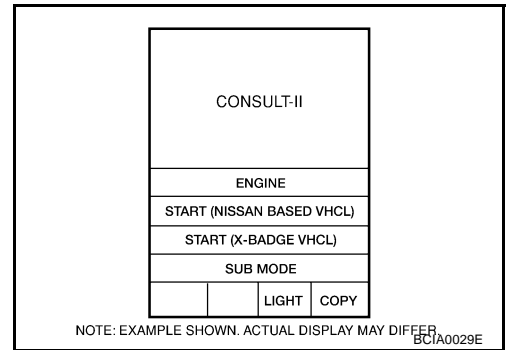 CONSULT-II
ENGINE
START (NISSAN BASED VHCL)
START (X-BADGE VHCL)
SUB MODE
LIGHT COPY
NOTE: EXAMPLE SHOWN. ACTUAL DISPLAY MAY DIFFER.
BCIA0029E